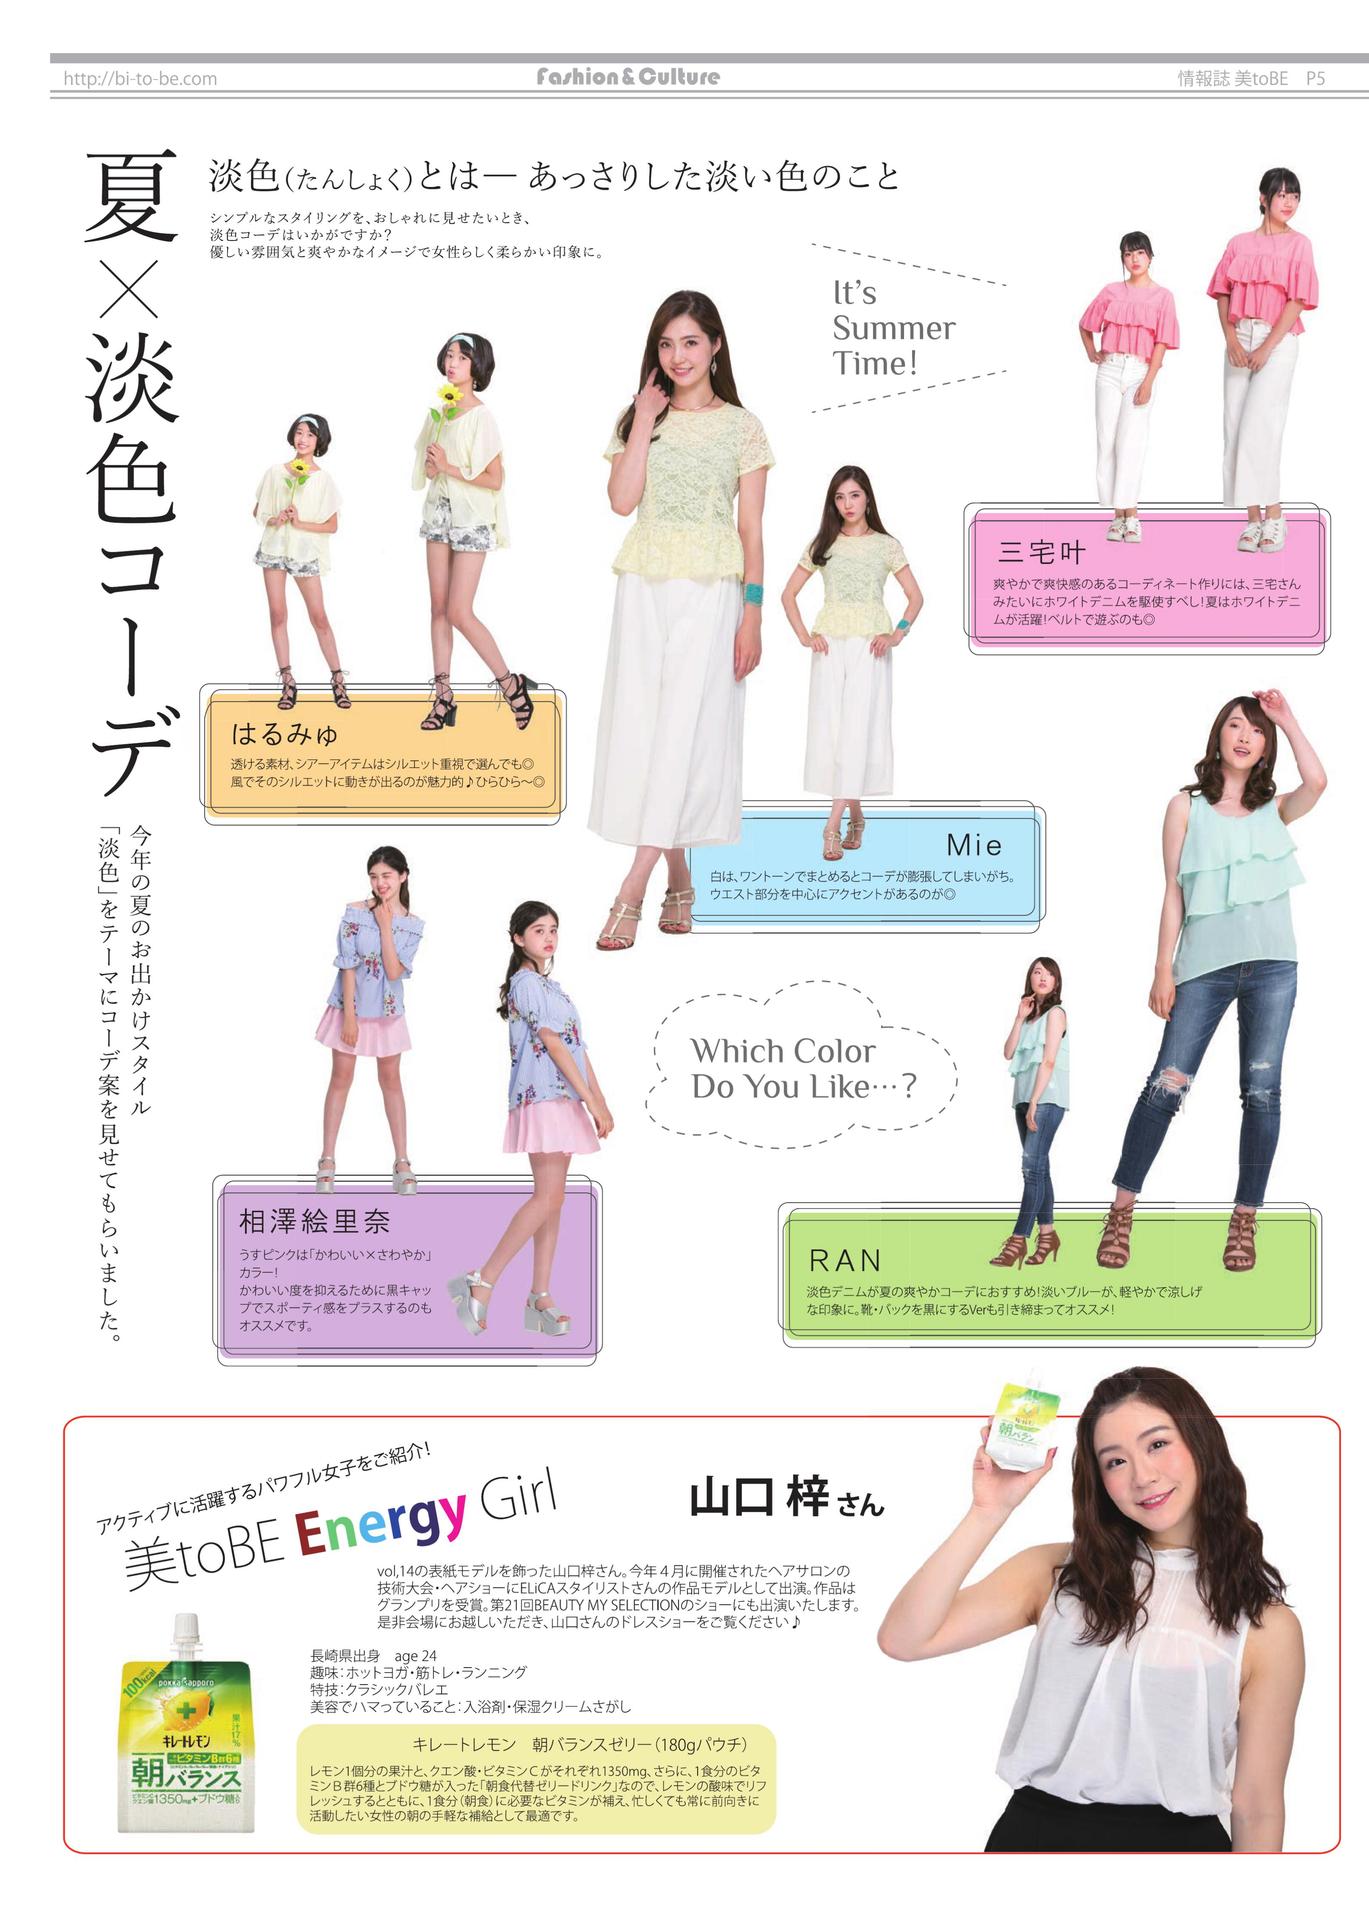 http://bi-to-be.com
Fashion & Culture
情報誌 美toBE P5
夏×淡色コーデ
今年の夏のお出かけスタイル
「淡色」をテーマにコーデ案を見せてもらいました。
淡色(たんしょく)とは― あっさりした淡い色のこと
シンプルなスタイリングを、おしゃれに見せたいとき、
淡色コーデはいかがですか?
優しい雰囲気と爽やかなイメージで女性らしく柔らかい印象に。
It's
Summer
Time!
三宅叶
爽やかで爽快感のあるコーディネート作りには、三宅さん
みたいにホワイトデニムを駆使すべし!夏はホワイトデニ
ムが活躍!ベルトで遊ぶのも◎
はるみゅ
透ける素材、シアーアイテムはシルエット重視で選んでも◎
風でそのシルエットに動きが出るのが魅力的♪ひらひら〜◎
Mie
白は、ワントーンでまとめるとコーデが膨張してしまいがち。
ウエスト部分を中心にアクセントがあるのが◎
Which Color
Do You Like…?
相澤絵里奈
うすピンクは「かわいい×さわやか」
カラー!
かわいい度を抑えるために黒キャッ
プでスポーティ感をプラスするのも
オススメです。
RAN
淡色デニムが夏の爽やかコーデにおすすめ!淡いブルーが、軽やかで涼しげ
な印象に。靴・バックを黒にするVerも引き締まってオススメ!
アクティブに活躍するパワフル女子をご紹介!
美toBE Energy Girl
山口 梓さん
vol,14の表紙モデルを飾った山口梓さん。今年4月に開催されたヘアサロンの
技術大会・ヘアショーにELiCAスタイリストさんの作品モデルとして出演。作品は
グランプリを受賞。第21回BEAUTY MY SELECTIONのショーにも出演いたします。
是非会場にお越しいただき、山口さんのドレスショーをご覧ください♪
長崎県出身 age 24
趣味:ホットヨガ・筋トレ・ランニング
特技:クラシックバレエ
美容でハマっていること:入浴剤・保湿クリームさがし
キレートレモン 朝バランスゼリー(180gパウチ)
レモン1個分の果汁と、クエン酸・ビタミンCがそれぞれ1350mg、さらに、1食分のビタ
ミンB群6種とブドウ糖が入った「朝食代替ゼリードリンク」なので、レモンの酸味でリフ
レッシュするとともに、1食分(朝食)に必要なビタミンが補え、忙しくても常に前向きに
活動したい女性の朝の手軽な補給として最適です。
100kcal
pokka sapporo
果汁17%
キレートレモン
ビタミンB群6種
朝バランス
クエン酸1350mg+ブドウ糖
朝バラン